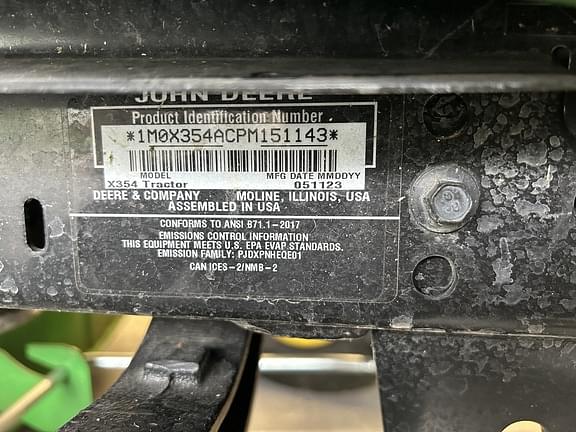 JOHN DEERE
Product Identification Number
*1M0X354ACPM151143*
MODEL MFG DATE MMDDYY
X354 Tractor 051123
DEERE & COMPANY MOLINE, ILLINOIS, USA
ASSEMBLED IN USA
CONFORMS TO ANSI B71.1-2017
EMISSIONS CONTROL INFORMATION
THIS EQUIPMENT MEETS U.S. EPA EVAP STANDARDS.
EMISSION FAMILY: PJDXPNHEQED1
CAN ICES-2/NMB-2